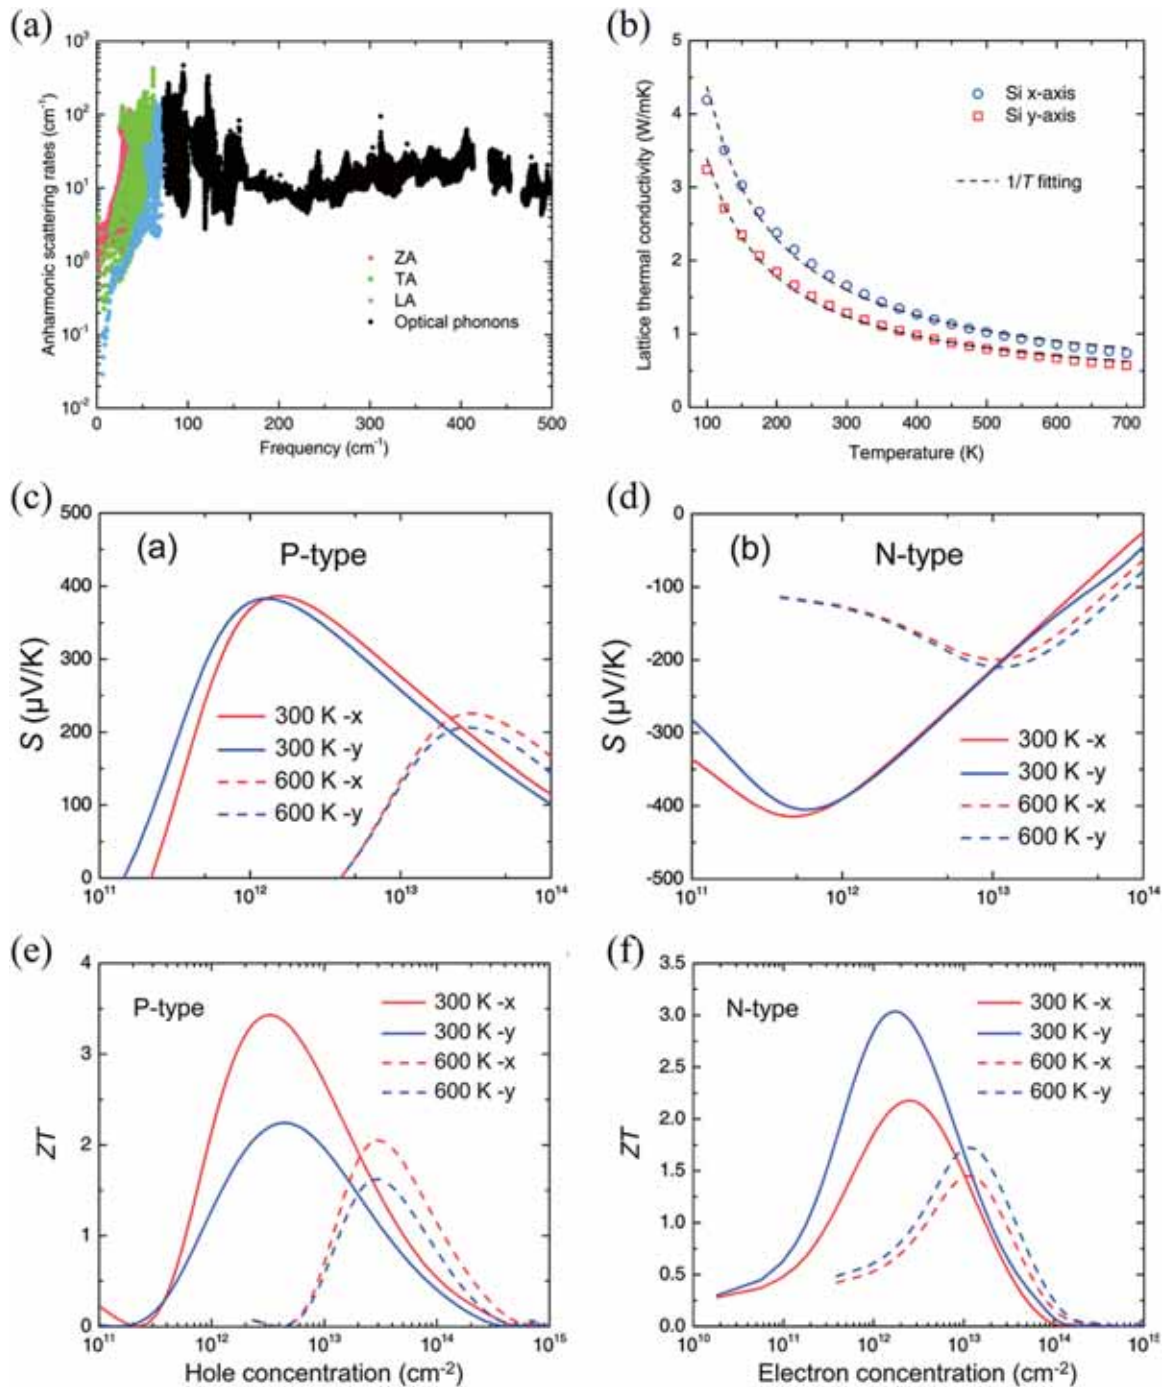 (a)
10³
10²
10¹
10⁰
10⁻¹
10⁻²
Anharmonic scattering rates (cm⁻¹)
ZA
TA
LA
Optical phonons
0 100 200 300 400 500
Frequency (cm⁻¹)
(b)
5
4
3
2
1
0
Lattice thermal conductivity (W/mK)
Si x-axis
Si y-axis
1/T fitting
100 200 300 400 500 600 700
Temperature (K)
(c)
500
400
300
200
100
0
S (µV/K)
(a) P-type
300 K -x
300 K -y
600 K -x
600 K -y
10¹¹ 10¹² 10¹³ 10¹⁴
(d)
0
-100
-200
-300
-400
-500
S (µV/K)
(b) N-type
300 K -x
300 K -y
600 K -x
600 K -y
10¹¹ 10¹² 10¹³ 10¹⁴
(e)
4
3
2
1
0
ZT
P-type
300 K -x
300 K -y
600 K -x
600 K -y
10¹¹ 10¹² 10¹³ 10¹⁴ 10¹⁵
Hole concentration (cm⁻²)
(f)
3.5
3.0
2.5
2.0
1.5
1.0
0.5
0.0
ZT
N-type
300 K -x
300 K -y
600 K -x
600 K -y
10¹⁰ 10¹¹ 10¹² 10¹³ 10¹⁴ 10¹⁵
Electron concentration (cm⁻²)